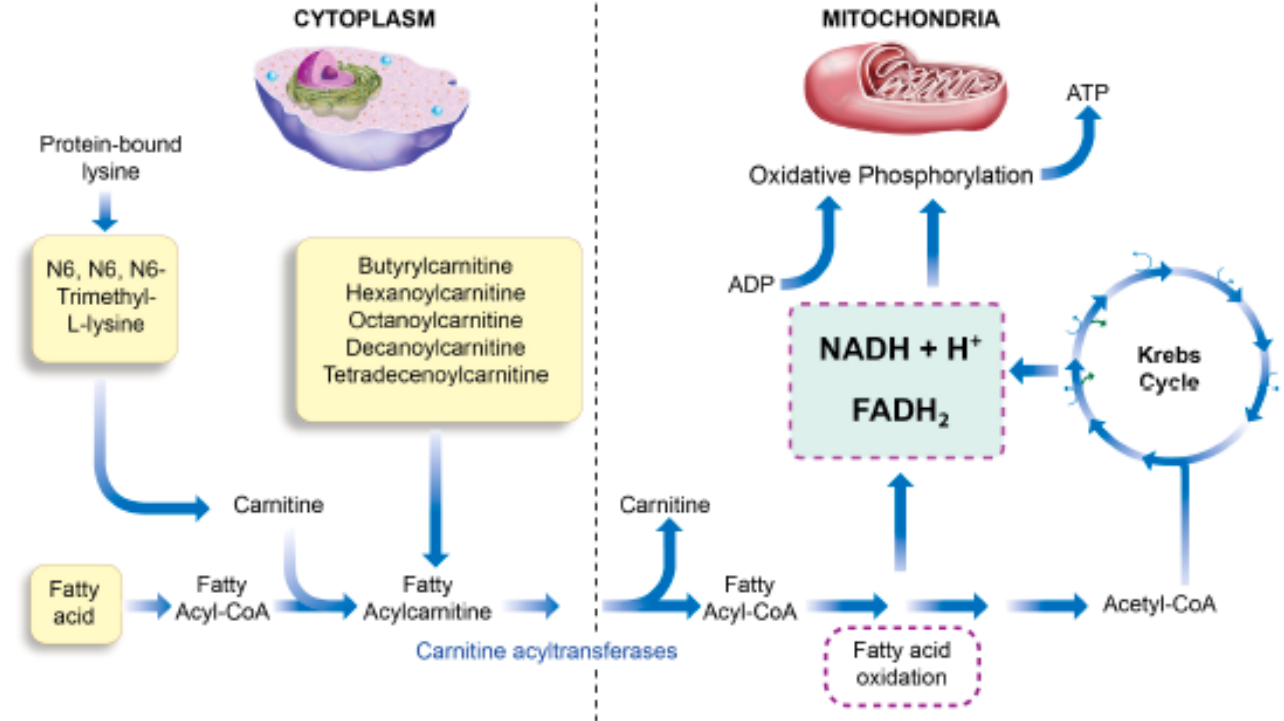 CYTOPLASM
MITOCHONDRIA
Protein-bound
lysine
N6, N6, N6-
Trimethyl-
L-lysine
Butyrylcarnitine
Hexanoylcarnitine
Octanoylcarnitine
Decanoylcarnitine
Tetradecenoylcarnitine
Carnitine
Fatty
acid
Fatty
Acyl-CoA
Fatty
Acylcarnitine
Carnitine acyltransferases
ATP
Oxidative Phosphorylation
ADP
NADH + H⁺
FADH₂
Krebs
Cycle
Carnitine
Fatty
Acyl-CoA
Fatty acid
oxidation
Acetyl-CoA